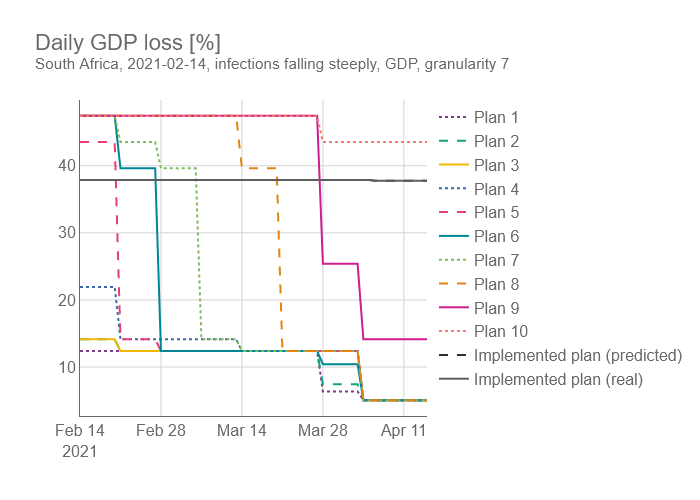 Daily GDP loss [%]
South Africa, 2021-02-14, infections falling steeply, GDP, granularity 7
40
30
20
10
Feb 14
2021
Feb 28
Mar 14
Mar 28
Apr 11
Plan 1
Plan 2
Plan 3
Plan 4
Plan 5
Plan 6
Plan 7
Plan 8
Plan 9
Plan 10
Implemented plan (predicted)
Implemented plan (real)